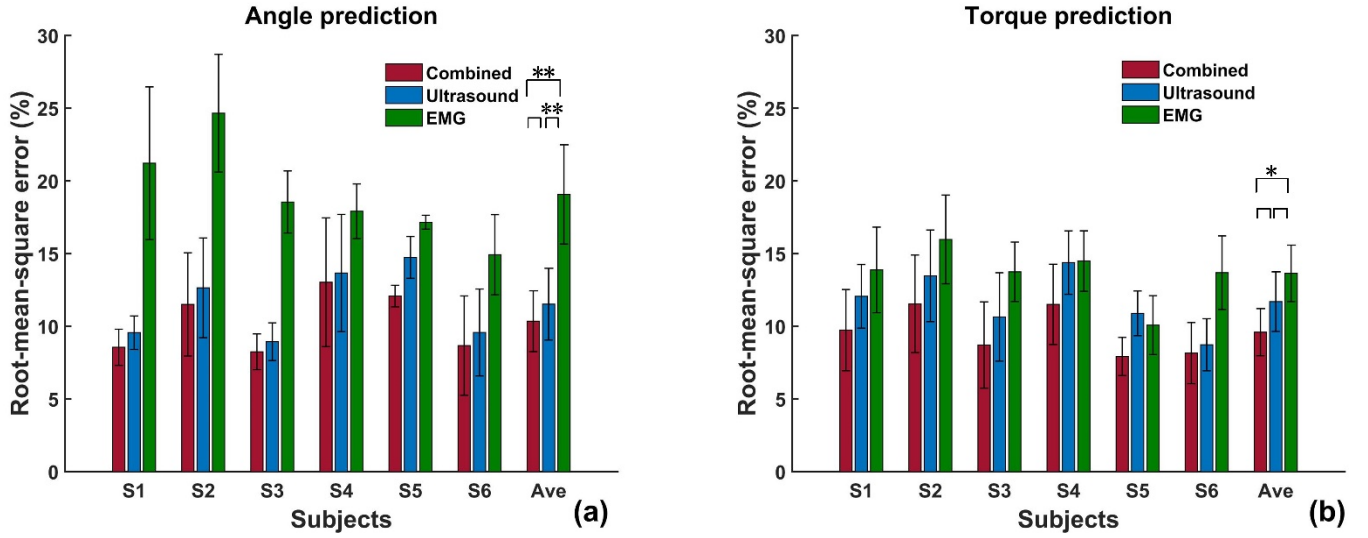 Angle prediction
Root-mean-square error (%)
30
25
20
15
10
5
0
Combined
Ultrasound
EMG
**
**
S1 S2 S3 S4 S5 S6 Ave
Subjects
(a)
Torque prediction
Root-mean-square error (%)
30
25
20
15
10
5
0
Combined
Ultrasound
EMG
*
S1 S2 S3 S4 S5 S6 Ave
Subjects
(b)